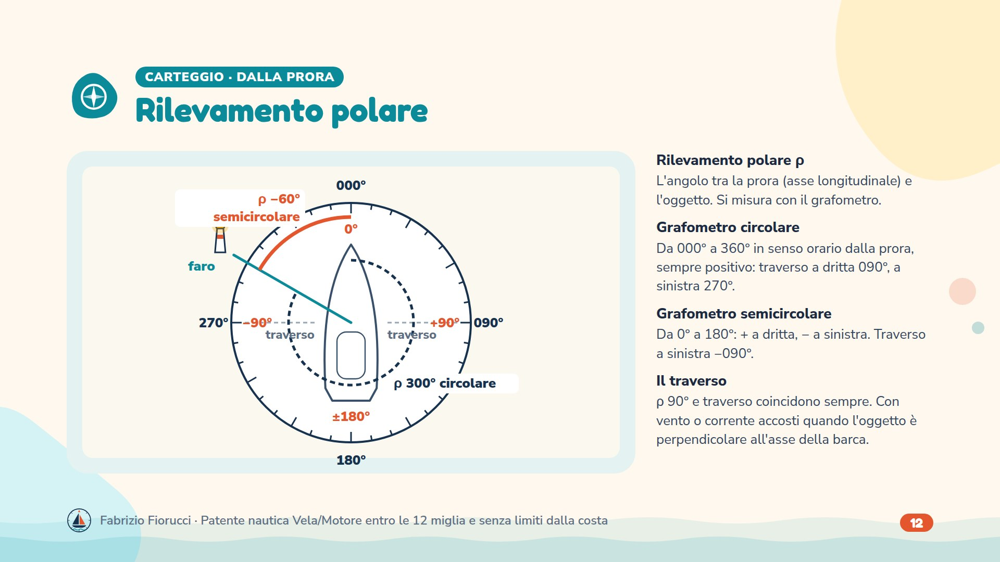 CARTEGGIO · DALLA PRORA
Rilevamento polare
000°
ρ −60°
semicircolare
0°
faro
270°
−90°
+90°
090°
traverso
traverso
ρ 300° circolare
±180°
180°
Rilevamento polare ρ
L'angolo tra la prora (asse longitudinale) e
l'oggetto. Si misura con il grafometro.
Grafometro circolare
Da 000° a 360° in senso orario dalla prora,
sempre positivo: traverso a dritta 090°, a
sinistra 270°.
Grafometro semicircolare
Da 0° a 180°: + a dritta, − a sinistra. Traverso
a sinistra −090°.
Il traverso
ρ 90° e traverso coincidono sempre. Con
vento o corrente accosti quando l'oggetto è
perpendicolare all'asse della barca.
Fabrizio Fiorucci · Patente nautica Vela/Motore entro le 12 miglia e senza limiti dalla costa
12